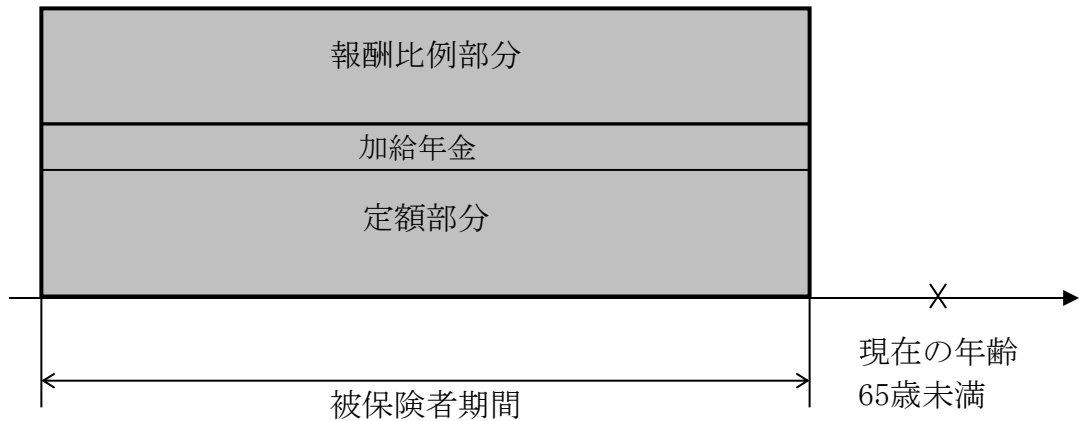 報酬比例部分
加給年金
定額部分
現在の年齢
65歳未満
被保険者期間